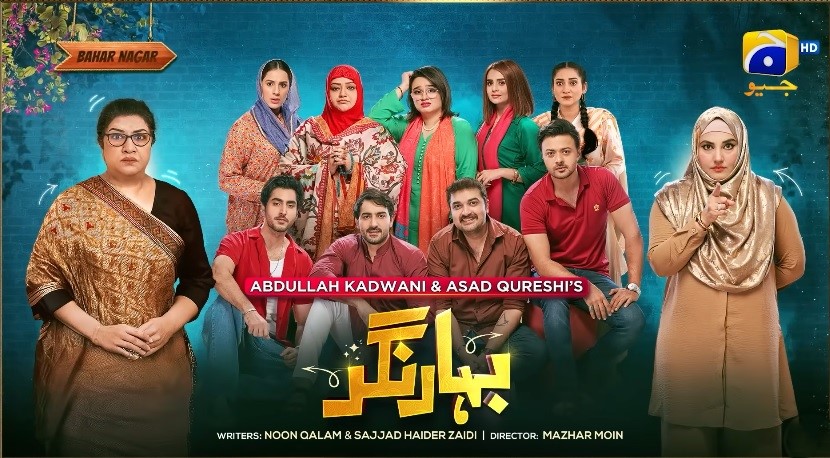 BAHAR NAGAR
HD
جیو
ABDULLAH KADWANI & ASAD QURESHI'S
بہار نگر
WRITERS: NOON QALAM & SAJJAD HAIDER ZAIDI | DIRECTOR: MAZHAR MOIN